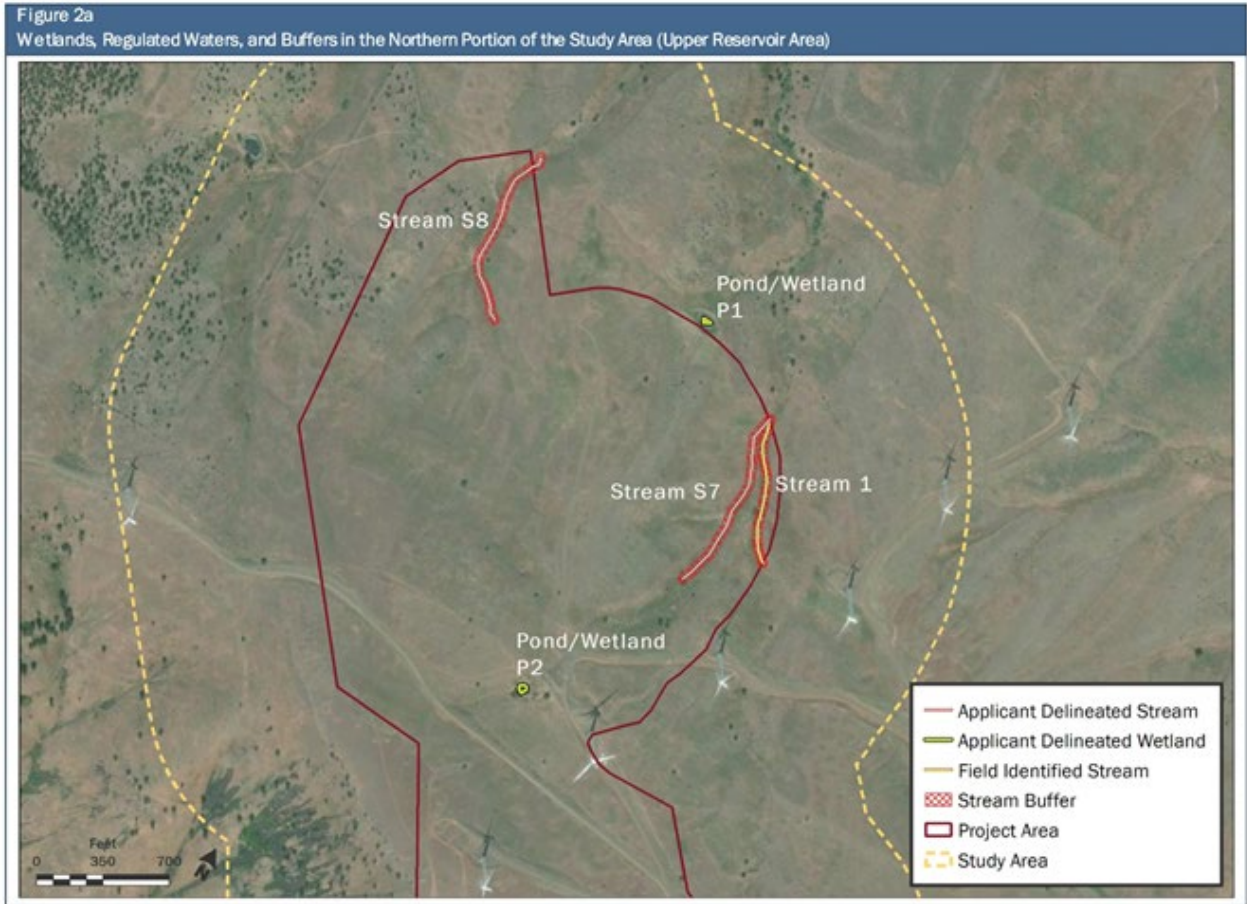 Figure 2a
Wetlands, Regulated Waters, and Buffers in the Northern Portion of the Study Area (Upper Reservoir Area)
Stream S8
Pond/Wetland
P1
Stream S7
Stream 1
Pond/Wetland
P2
Applicant Delineated Stream
Applicant Delineated Wetland
Field Identified Stream
Stream Buffer
Project Area
Study Area
Feet
0 350 700
N